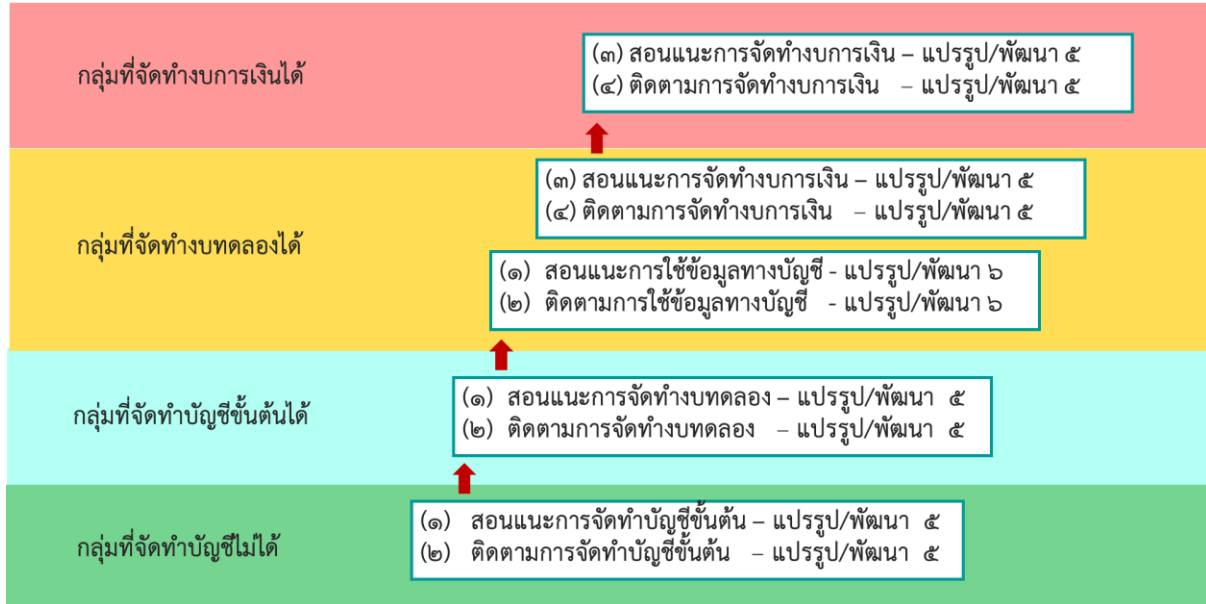 กลุ่มที่จัดทำงบการเงินได้
(๓) สอนแนะการจัดทำงบการเงิน – แปรรูป/พัฒนา ๕
(๔) ติดตามการจัดทำงบการเงิน – แปรรูป/พัฒนา ๕
กลุ่มที่จัดทำงบทดลองได้
(๓) สอนแนะการจัดทำงบการเงิน – แปรรูป/พัฒนา ๕
(๔) ติดตามการจัดทำงบการเงิน – แปรรูป/พัฒนา ๕
(๑) สอนแนะการใช้ข้อมูลทางบัญชี - แปรรูป/พัฒนา ๖
(๒) ติดตามการใช้ข้อมูลทางบัญชี - แปรรูป/พัฒนา ๖
กลุ่มที่จัดทำบัญชีขั้นต้นได้
(๑) สอนแนะการจัดทำงบทดลอง – แปรรูป/พัฒนา ๕
(๒) ติดตามการจัดทำงบทดลอง – แปรรูป/พัฒนา ๕
กลุ่มที่จัดทำบัญชีไม่ได้
(๑) สอนแนะการจัดทำบัญชีขั้นต้น – แปรรูป/พัฒนา ๕
(๒) ติดตามการจัดทำบัญชีขั้นต้น – แปรรูป/พัฒนา ๕